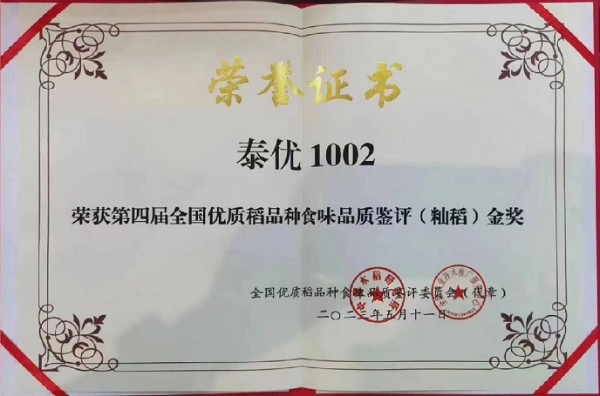 荣誉证书
泰优1002
荣获第四届全国优质稻品种食味品质鉴评（籼稻）金奖
全国优质稻品种食味品质鉴评委员会（代章）
二〇二三年五月十一日